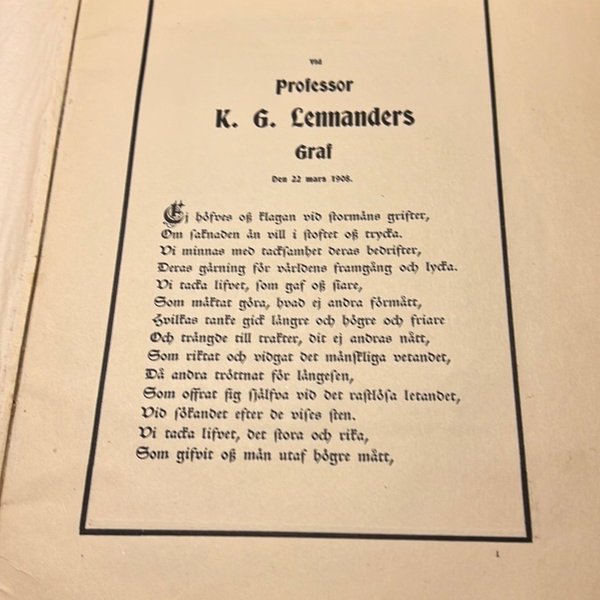 Vid
Professor
K. G. Lennanders
Graf
Den 22 mars 1908.
Ej höfves oß klagan vid stormäns grifter,
Om saknaden än vill i stoftet oß trycka.
Vi minnas med tacksamhet deras bedrifter,
Deras gärning för världens framgång och lycka.
Vi tacka lifvet, som gaf oß flare,
Som mäktat göra, hvad ej andra förmått,
Hvilkas tanke gick längre och högre och friare
Och trängde till trakter, dit ej andras nått,
Som riktat och vidgat det mänskliga vetandet,
Då andra tröttnat för längesen,
Som offrat sig själfva vid det rastlösa letandet,
Vid sökandet efter de vises sten.
Vi tacka lifvet, det stora och rika,
Som gifvit oß män utaf högre mått,
1